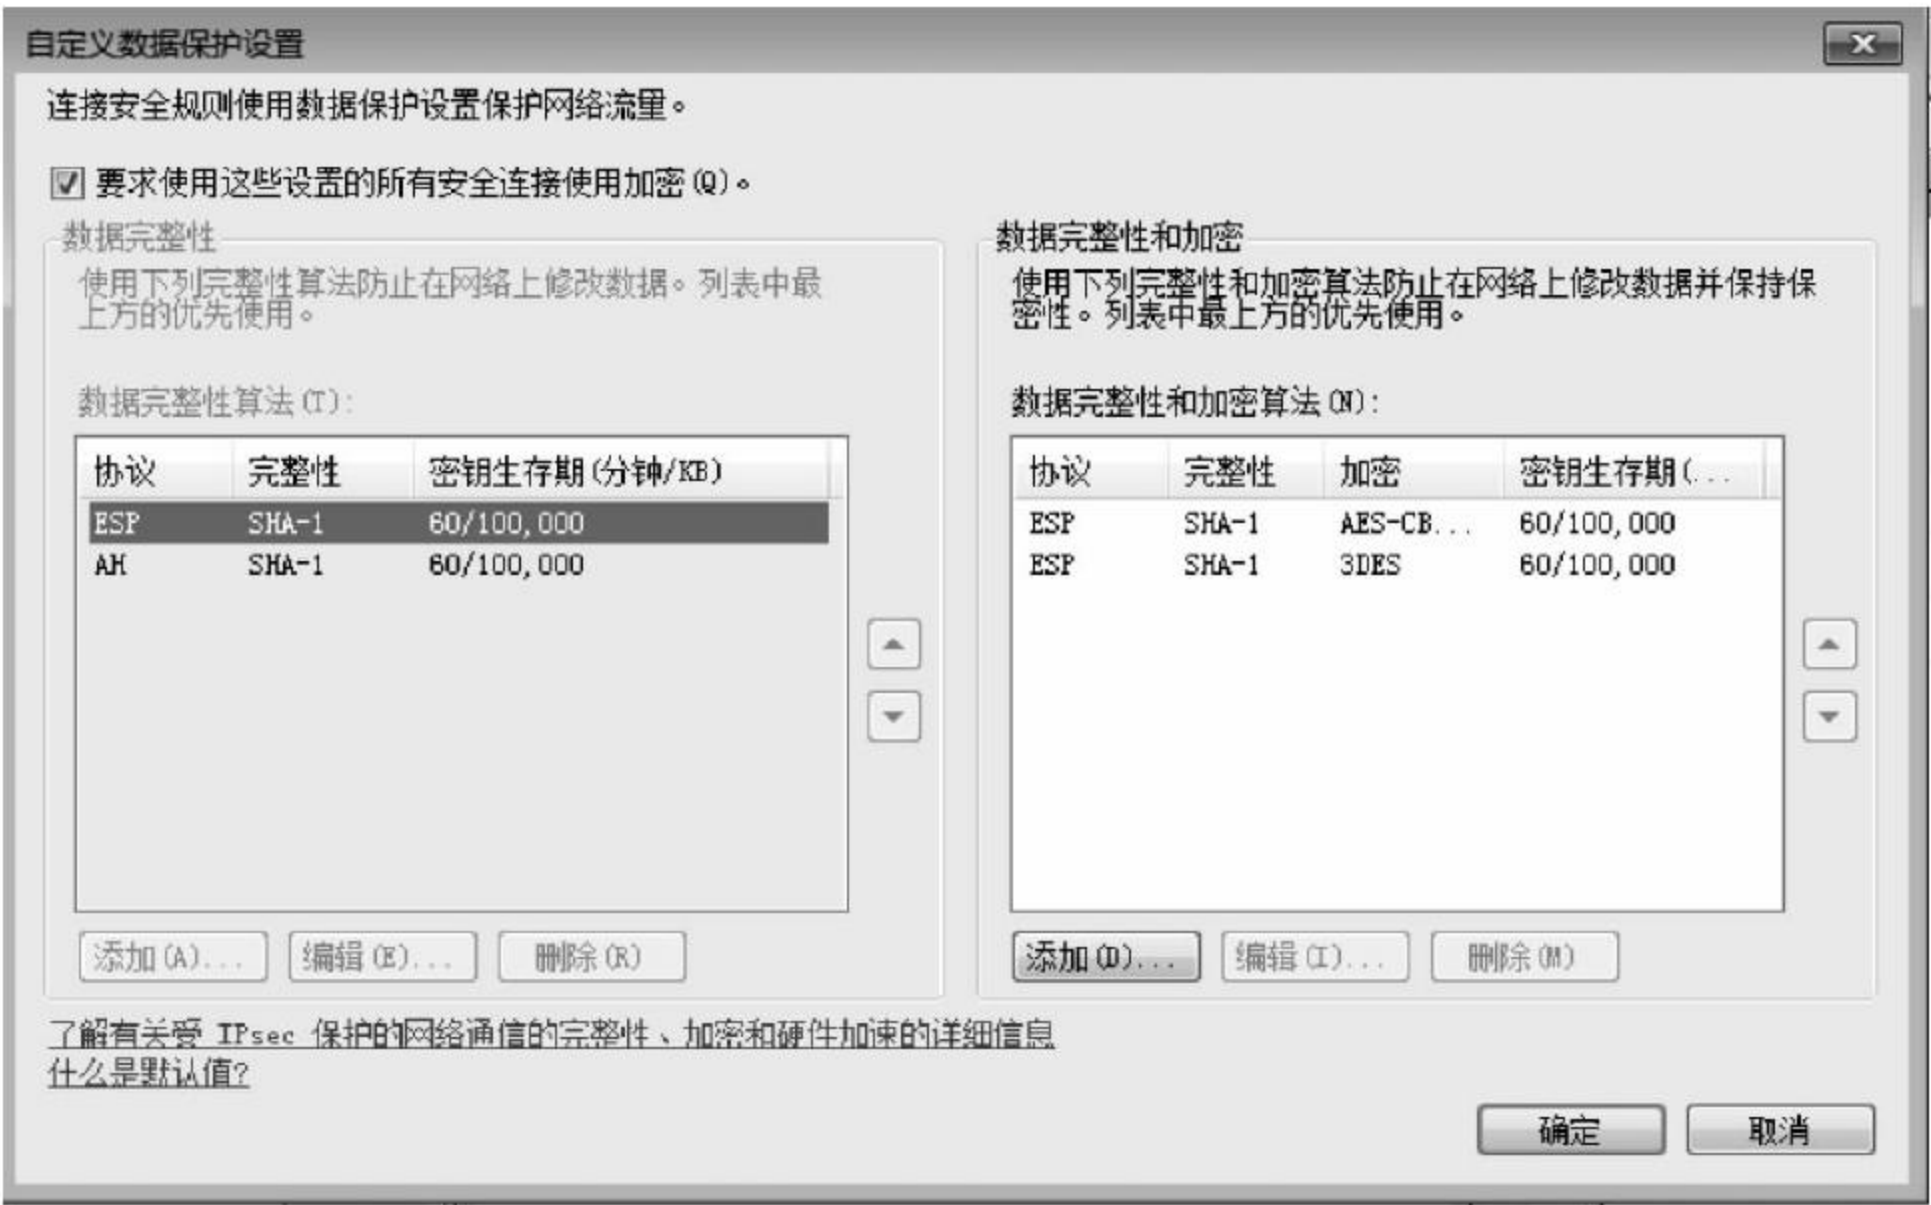 自定义数据保护设置
连接安全规则使用数据保护设置保护网络流量。
要求使用这些设置的所有安全连接使用加密(Q)。
数据完整性
使用下列完整性算法防止在网络上修改数据。列表中最
上方的优先使用。
数据完整性算法(T):
协议 完整性 密钥生存期(分钟/KB)
ESP SHA-1 60/100,000
AH SHA-1 60/100,000
添加(A)... 编辑(E)... 删除(R)
数据完整性和加密
使用下列完整性和加密算法防止在网络上修改数据并保持保
密性。列表中最上方的优先使用。
数据完整性和加密算法(N):
协议 完整性 加密 密钥生存期(...
ESP SHA-1 AES-CB... 60/100,000
ESP SHA-1 3DES 60/100,000
添加(D)... 编辑(I)... 删除(M)
了解有关受 IPsec 保护的网络通信的完整性、加密和硬件加速的详细信息
什么是默认值?
确定 取消